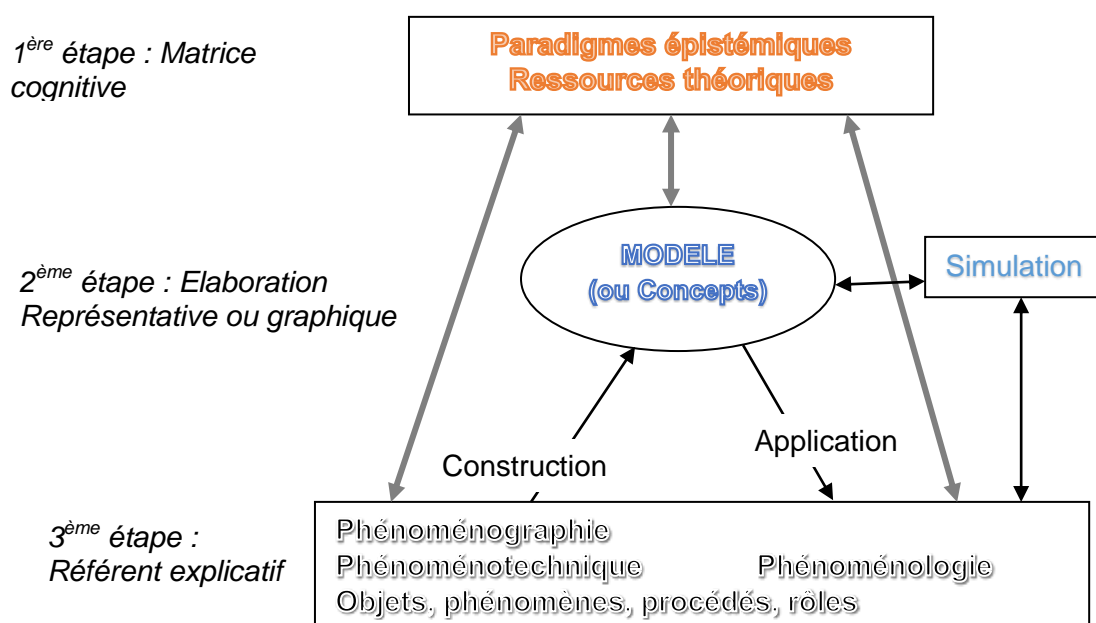 1ère étape : Matrice
cognitive
Paradigmes épistémiques
Ressources théoriques
2ème étape : Elaboration
Représentative ou graphique
MODELE
(ou Concepts)
Simulation
Construction
Application
3ème étape :
Référent explicatif
Phénoménographie
Phénoménotechnique Phénoménologie
Objets, phénomènes, procédés, rôles